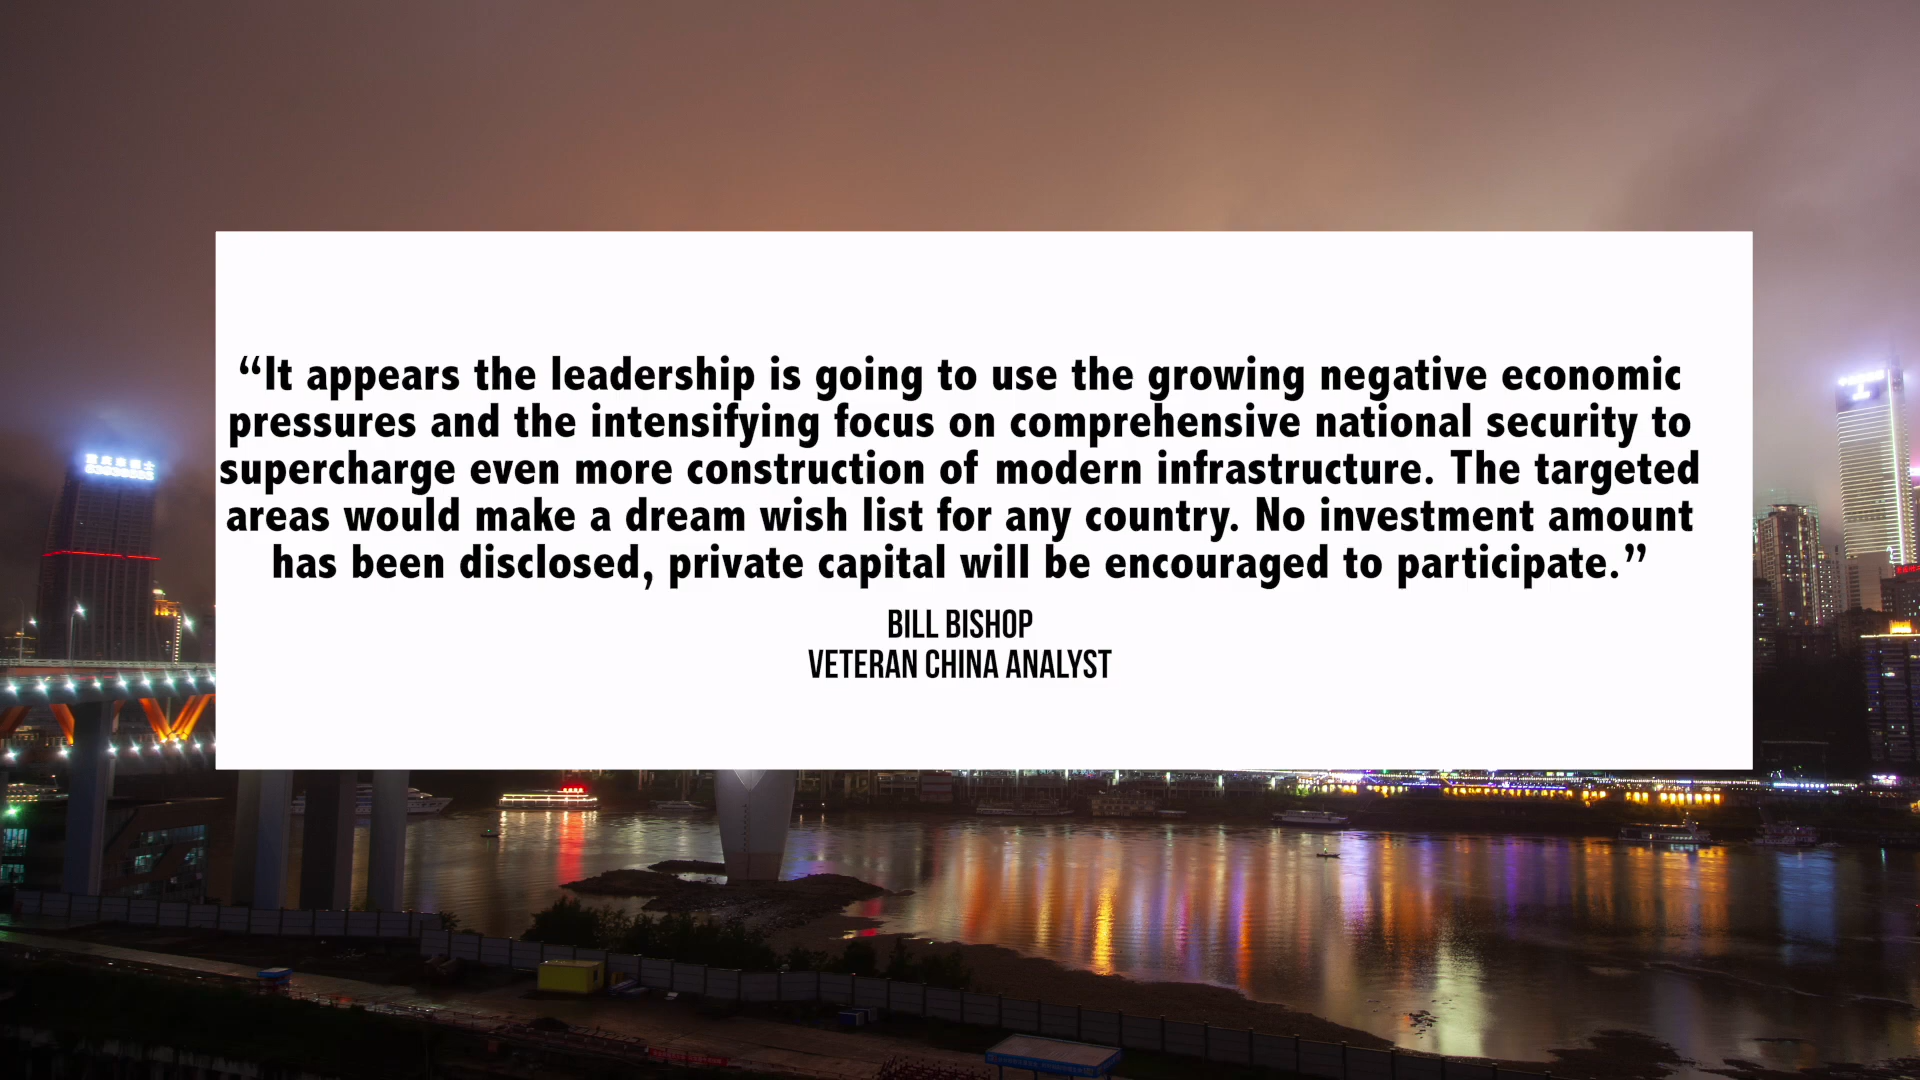 “It appears the leadership is going to use the growing negative economic
pressures and the intensifying focus on comprehensive national security to
supercharge even more construction of modern infrastructure. The targeted
areas would make a dream wish list for any country. No investment amount
has been disclosed, private capital will be encouraged to participate.”
BILL BISHOP
VETERAN CHINA ANALYST